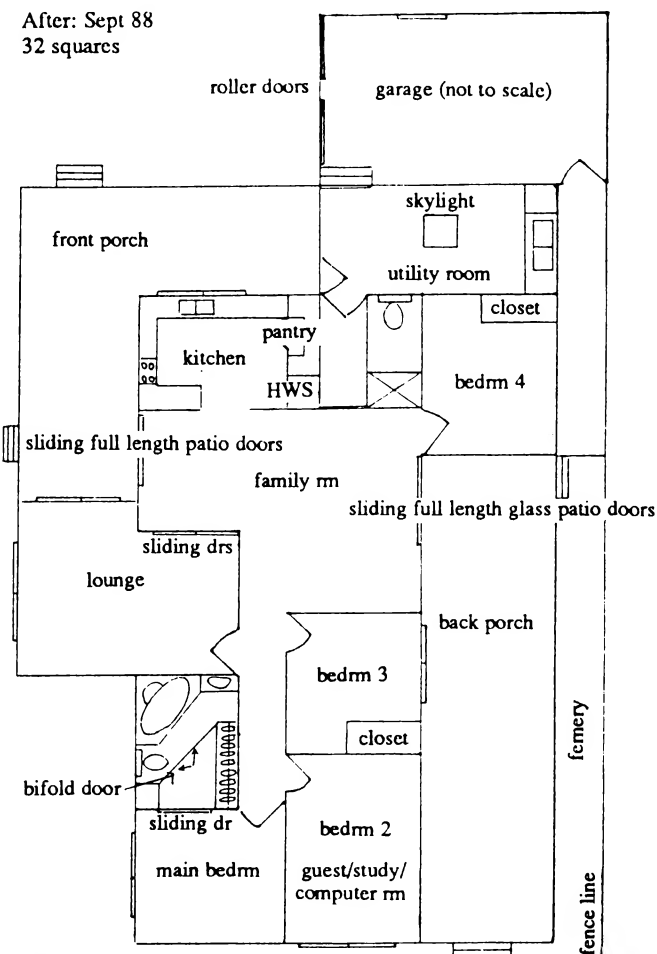 After: Sept 88
32 squares
roller doors
garage (not to scale)
skylight
front porch
utility room
closet
pantry
kitchen
HWS
bedrm 4
sliding full length patio doors
family rm
sliding full length glass patio doors
sliding drs
lounge
back porch
bedrm 3
closet
fernery
bifold door
sliding dr
bedrm 2
main bedrm
guest/study/
computer rm
fence line